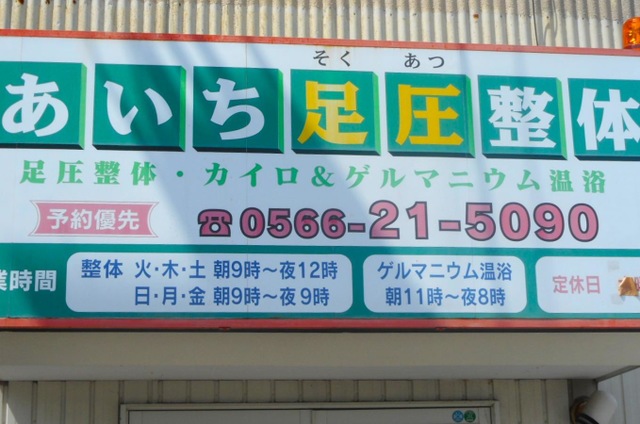 そく あつ
あいち足圧整体
足圧整体・カイロ&ゲルマニウム温浴
予約優先 ☎0566-21-5090
業時間
整体 火・木・土 朝9時～夜12時
日・月・金 朝9時～夜9時
ゲルマニウム温浴
朝11時～夜8時
定休日